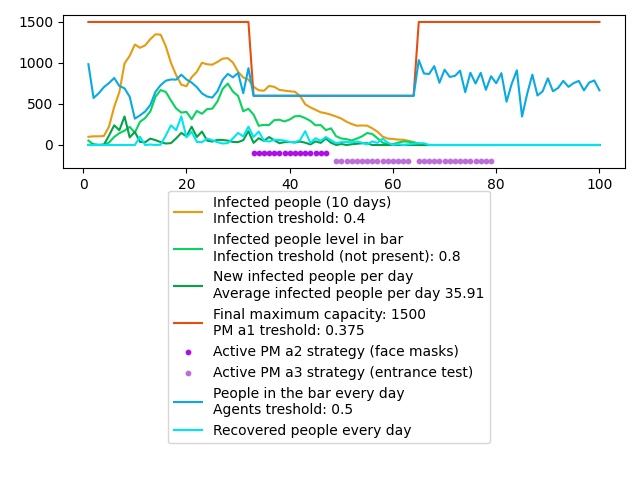 1500
1000
500
0
0
20
40
60
80
100
Infected people (10 days)
Infection treshold: 0.4
Infected people level in bar
Infection treshold (not present): 0.8
New infected people per day
Average infected people per day 35.91
Final maximum capacity: 1500
PM a1 treshold: 0.375
Active PM a2 strategy (face masks)
Active PM a3 strategy (entrance test)
People in the bar every day
Agents treshold: 0.5
Recovered people every day